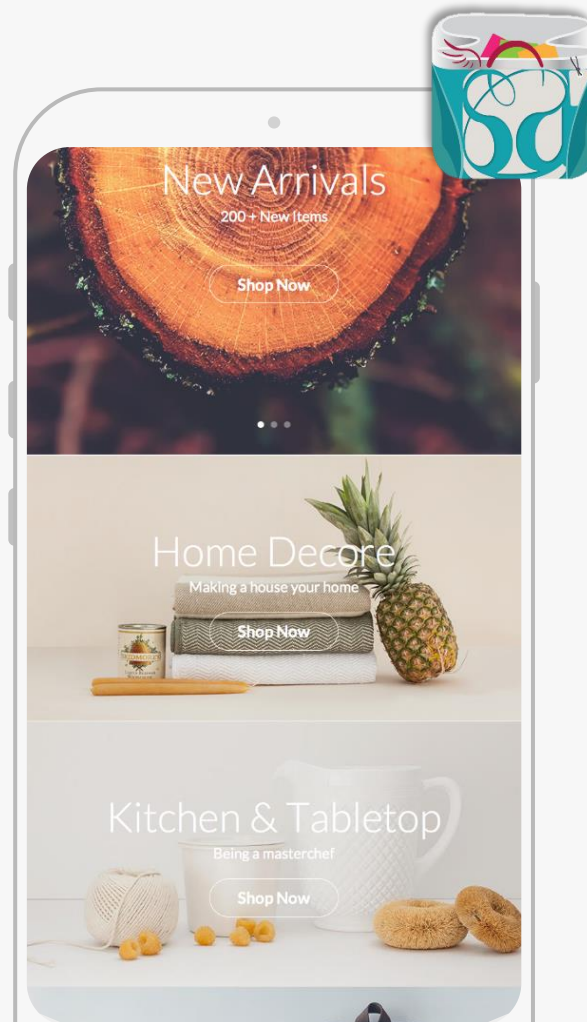 New Arrivals
200 + New Items
Shop Now
Home Decore
Making a house your home
Shop Now
Kitchen & Tabletop
Being a masterchef
Shop Now